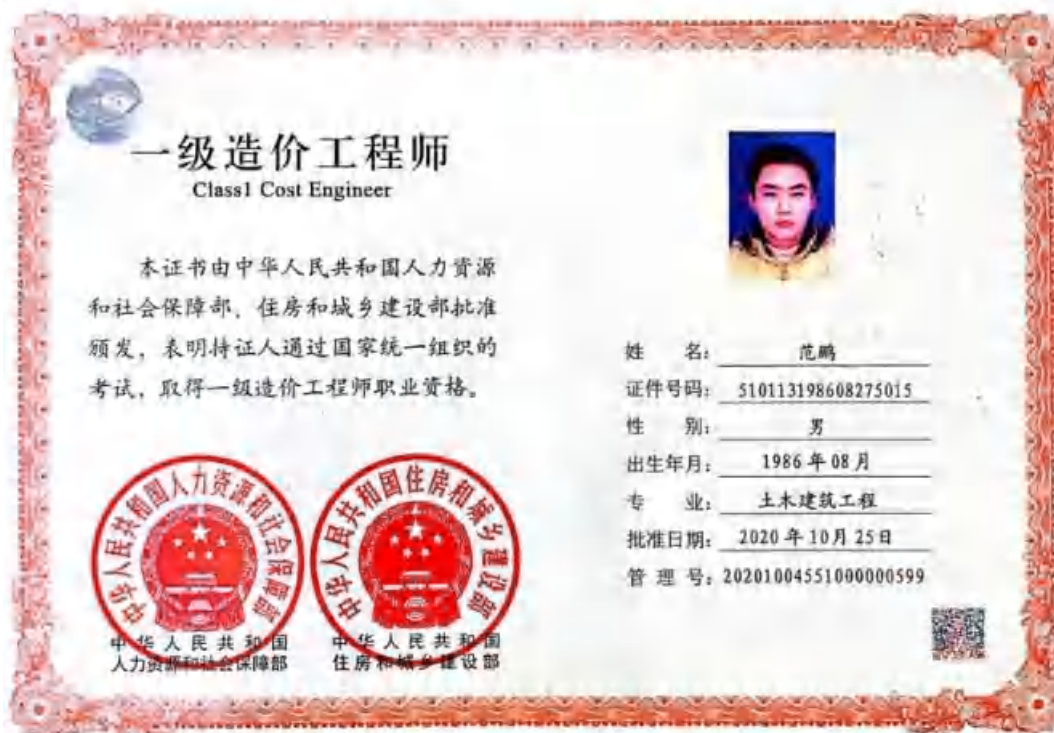 一级造价工程师
Class1 Cost Engineer
本证书由中华人民共和国人力资源
和社会保障部、住房和城乡建设部批准
颁发，表明持证人通过国家统一组织的
考试，取得一级造价工程师职业资格。
中华人民共和国人力资源和社会保障部
中华人民共和国住房和城乡建设部
中华人民共和国
人力资源和社会保障部
中华人民共和国
住房和城乡建设部
姓 名： 范鹏
证件号码： 510113198608275015
性 别： 男
出生年月： 1986年08月
专 业： 土木建筑工程
批准日期： 2020年10月25日
管 理 号：20201004551000000599